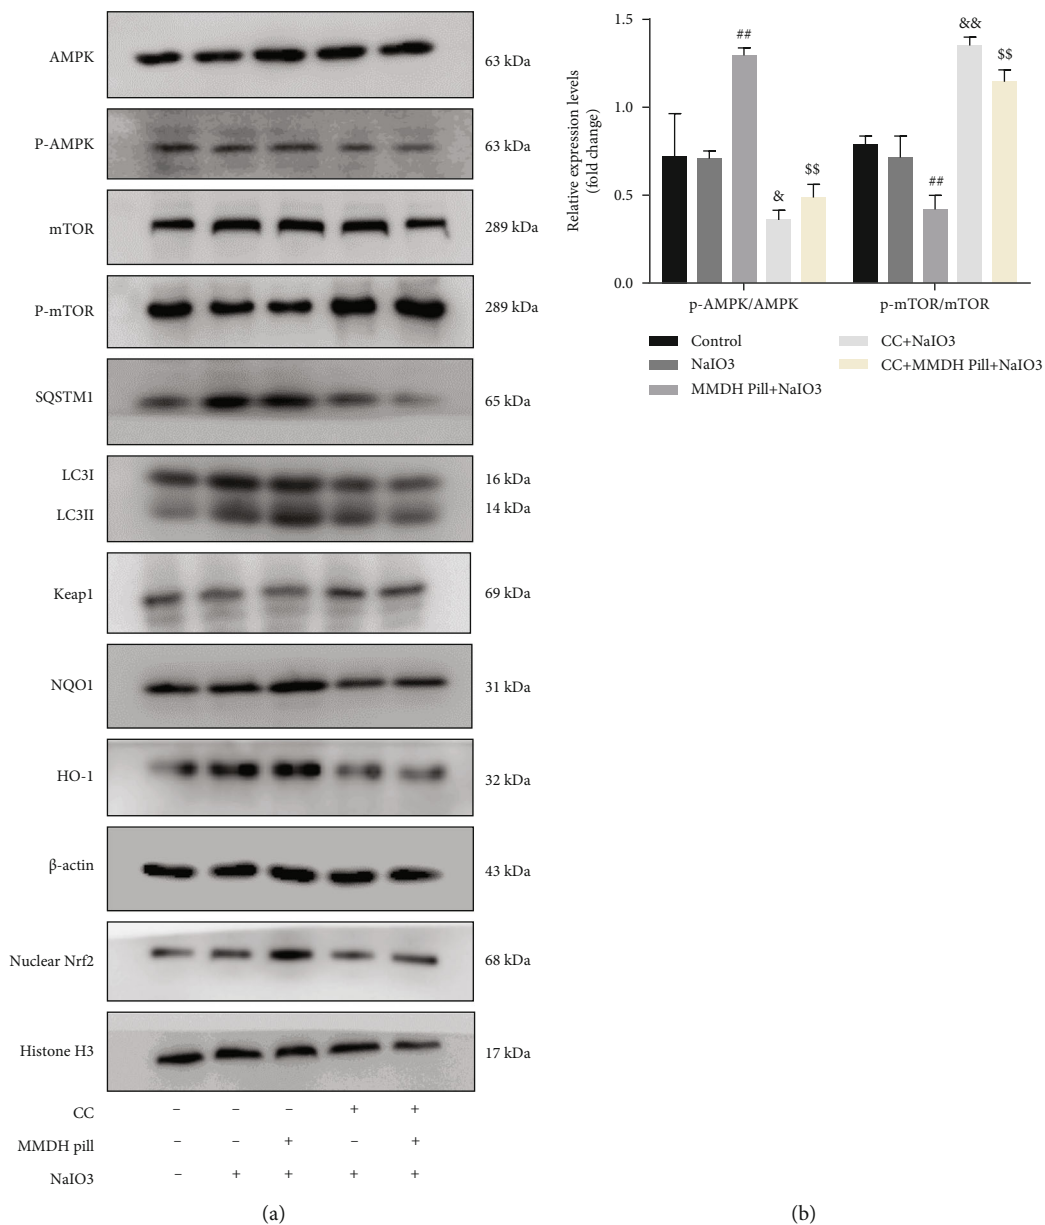 AMPK
63 kDa
P-AMPK
63 kDa
mTOR
289 kDa
P-mTOR
289 kDa
SQSTM1
65 kDa
LC3I
16 kDa
LC3II
14 kDa
Keap1
69 kDa
NQO1
31 kDa
HO-1
32 kDa
β-actin
43 kDa
Nuclear Nrf2
68 kDa
Histone H3
17 kDa
CC – – – + +
MMDH pill – – + – +
NaIO3 – + + + +
(a)
Relative expression levels
(fold change)
1.5
1.0
0.5
0.0
##
&
$$
##
&&
$$
p-AMPK/AMPK
p-mTOR/mTOR
Control
NaIO3
MMDH Pill+NaIO3
CC+NaIO3
CC+MMDH Pill+NaIO3
(b)